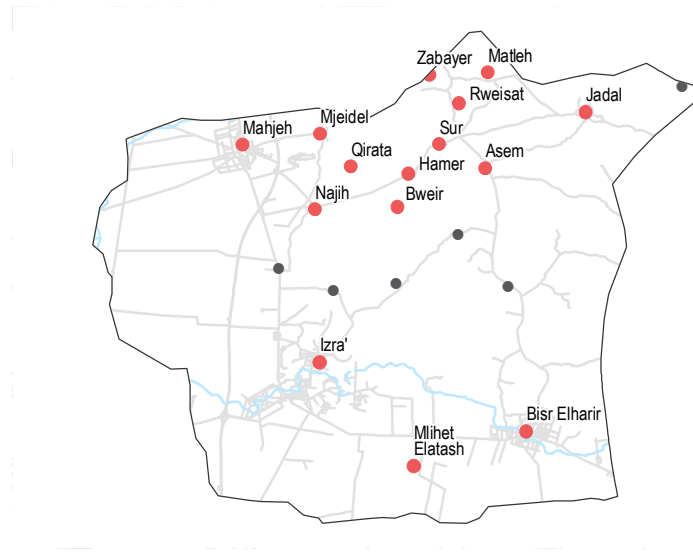 Zabayer
Matleh
Rweisat
Jadal
Mjeidel
Mahjeh
Sur
Qirata
Hamer
Asem
Najih
Bweir
Izra'
Bisr Elharir
Mlihet
Elatash